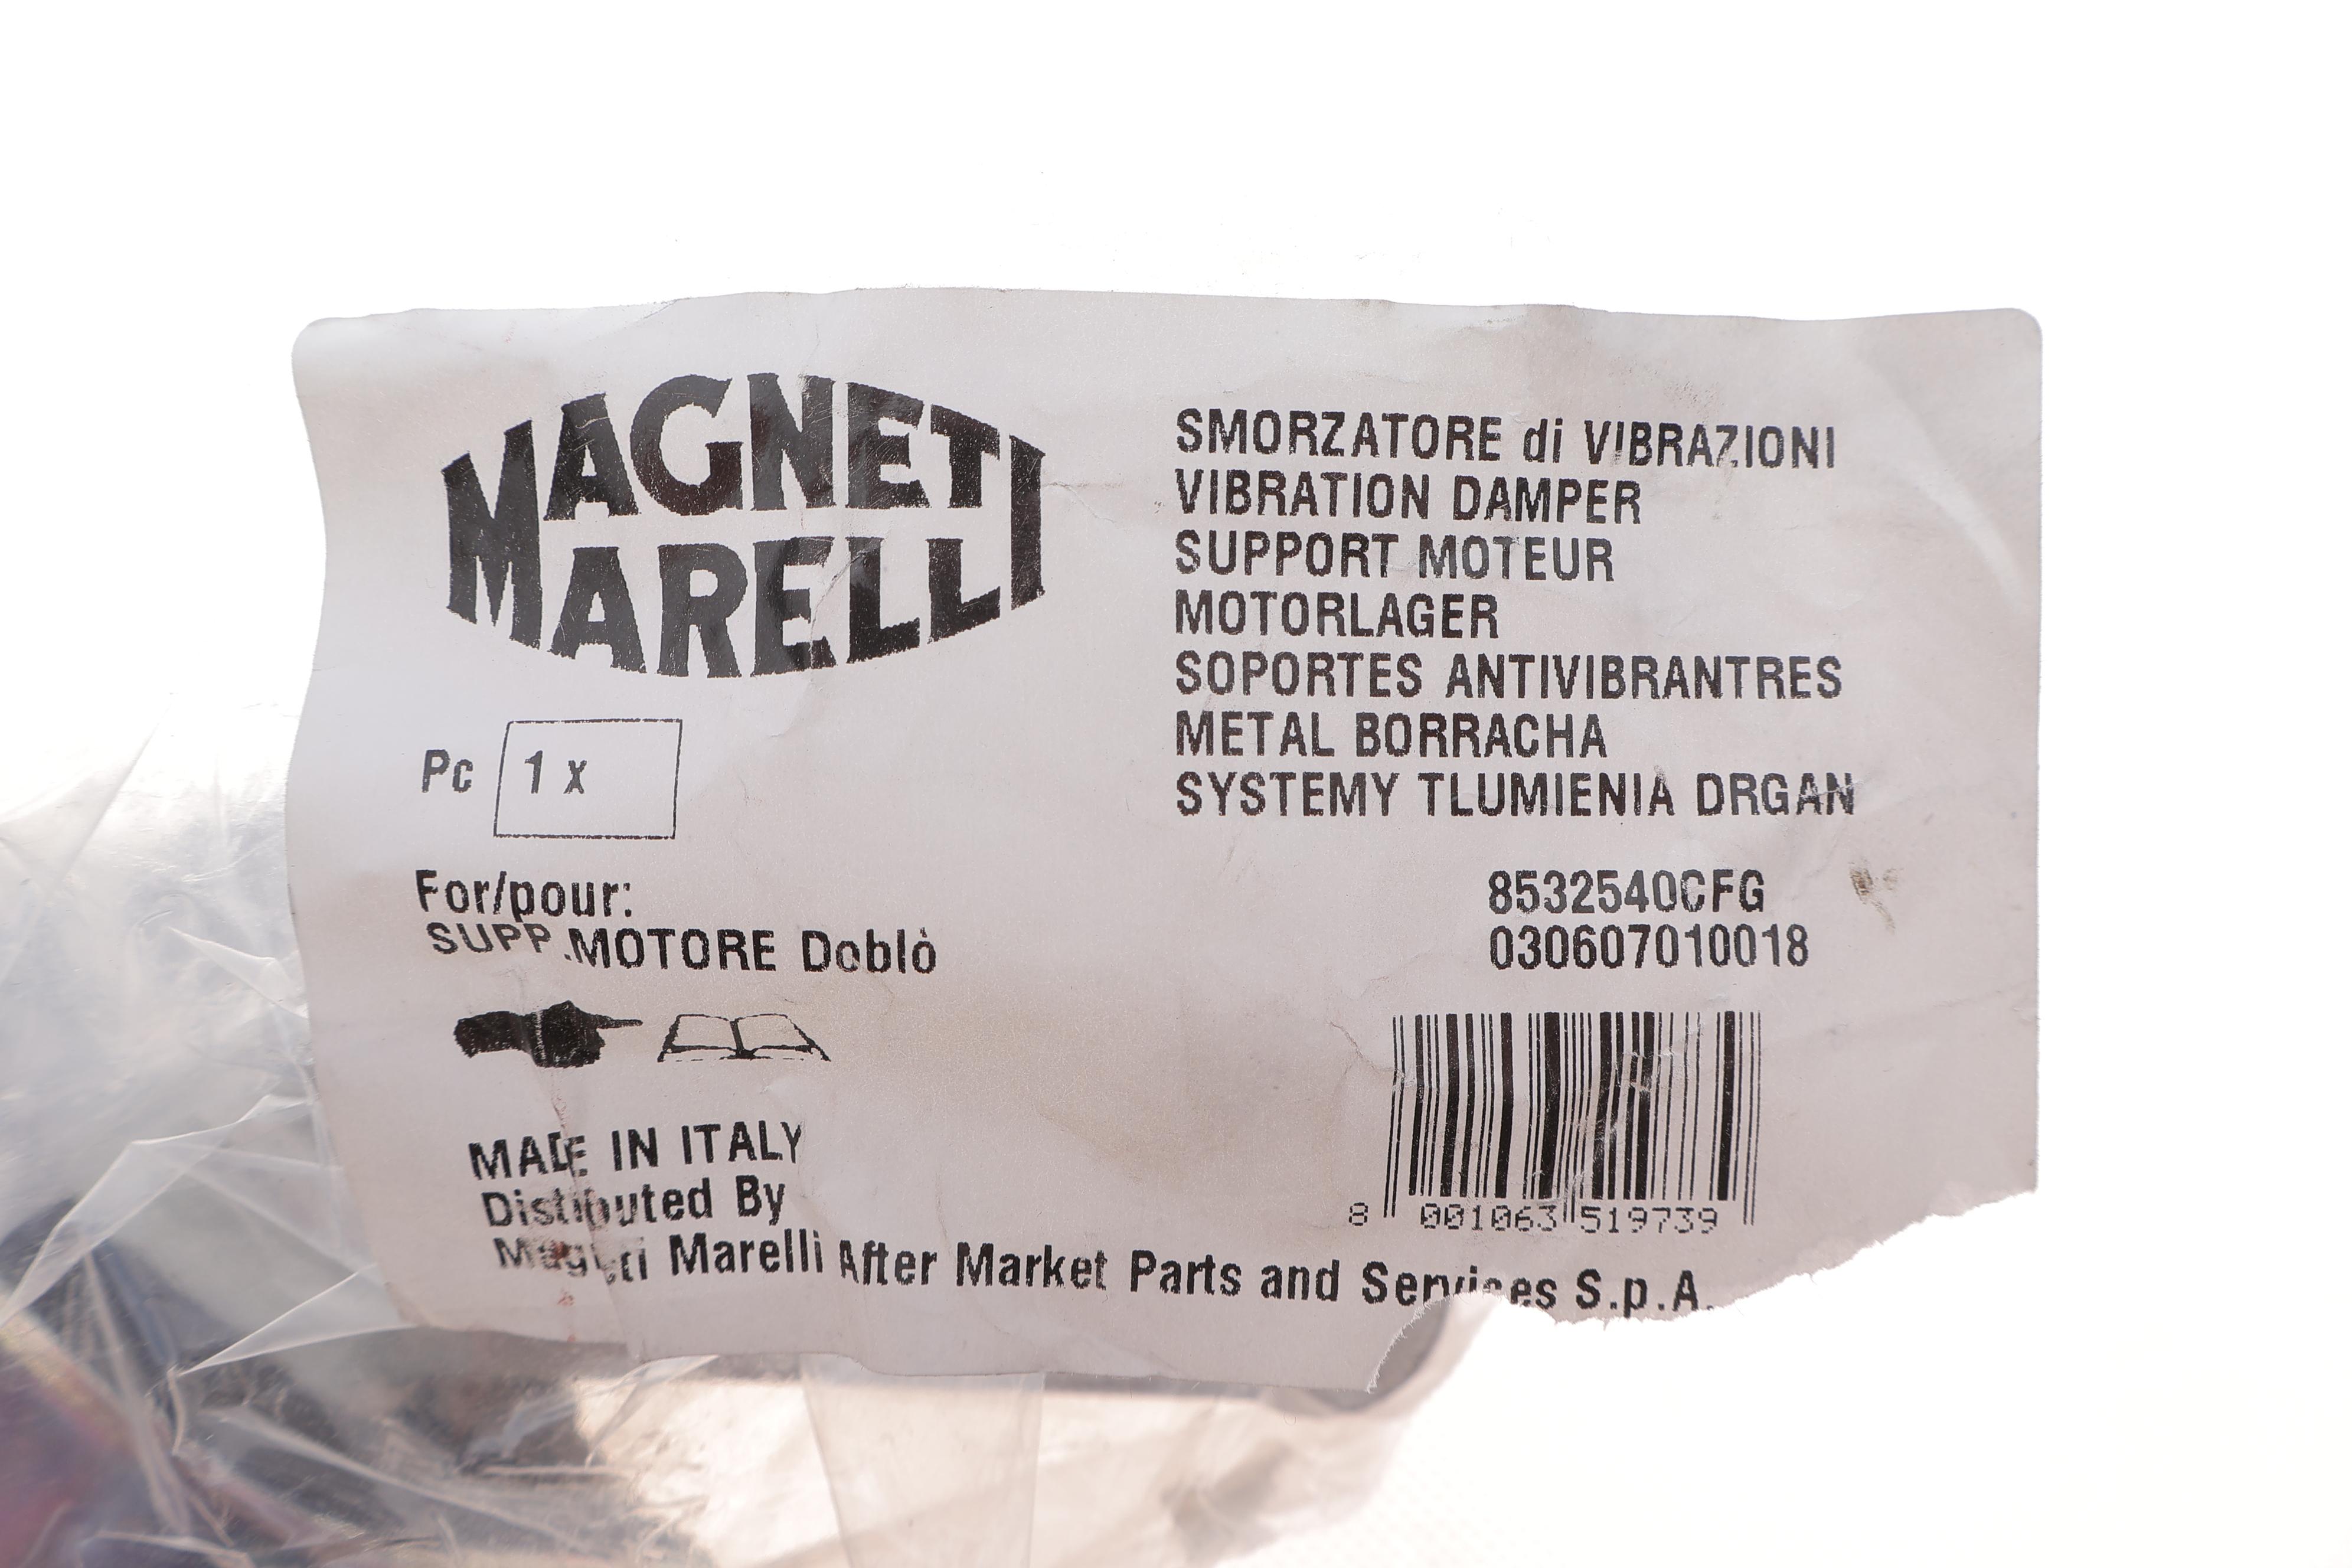 MAGNETI
MARELLI
Pc 1 x
For/pour:
SUPP.MOTORE Doblò
MADE IN ITALY
Distributed By
Magneti Marelli After Market Parts and Services S.p.A.
SMORZATORE di VIBRAZIONI
VIBRATION DAMPER
SUPPORT MOTEUR
MOTORLAGER
SOPORTES ANTIVIBRANTRES
METAL BORRACHA
SYSTEMY TLUMIENIA DRGAN
8532540CFG
030607010018
8 001063 519739